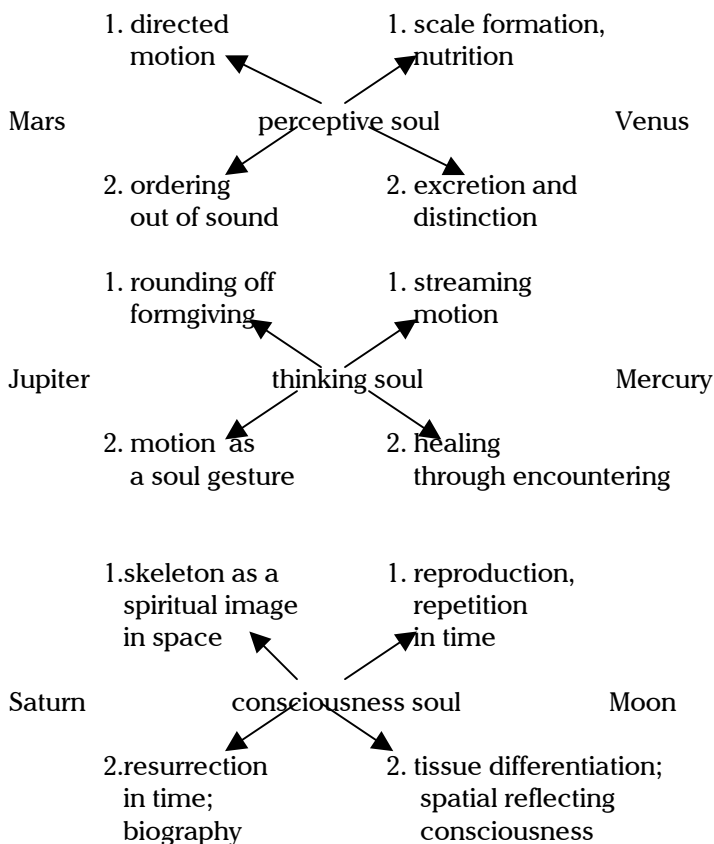 1. directed 1. scale formation,
motion nutrition
Mars perceptive soul Venus
2. ordering 2. excretion and
out of sound distinction
1. rounding off 1. streaming
formgiving motion
Jupiter thinking soul Mercury
2. motion as 2. healing
a soul gesture through encountering
1.skeleton as a 1. reproduction,
spiritual image repetition
in space in time
Saturn consciousness soul Moon
2.resurrection 2. tissue differentiation;
in time; spatial reflecting
biography consciousness